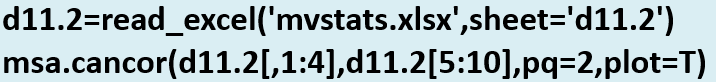 d11.2=read_excel('mvstats.xlsx',sheet='d11.2')
msa.cancor(d11.2[,1:4],d11.2[5:10],pq=2,plot=T)